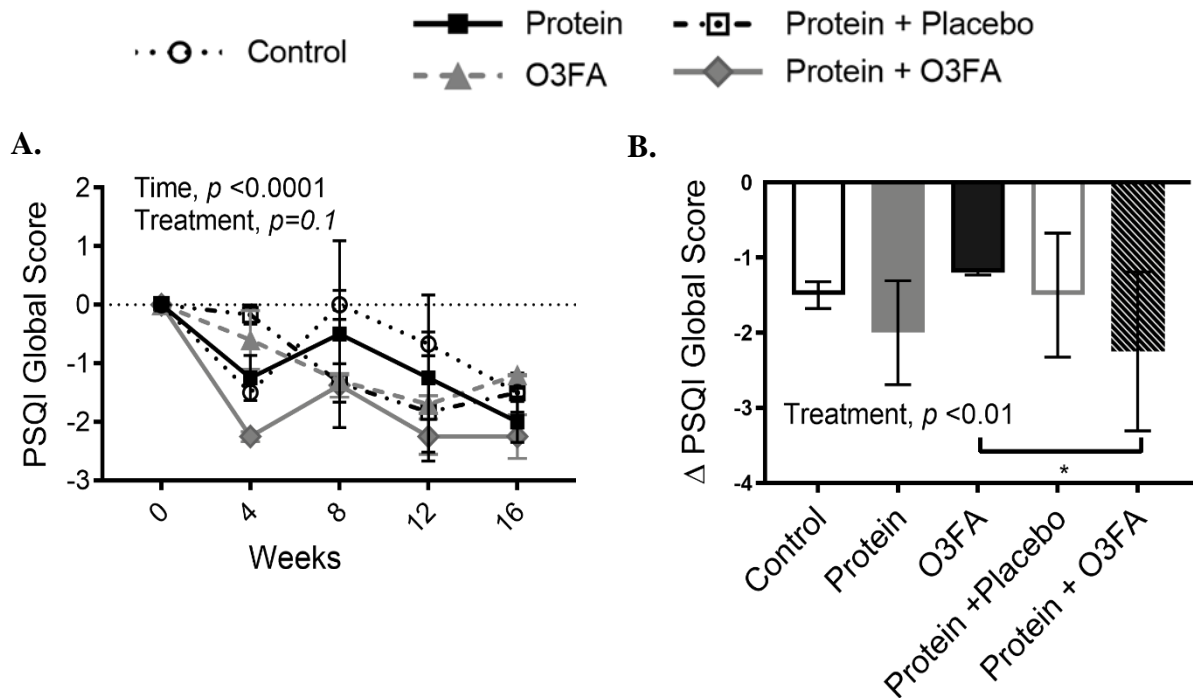 Control
Protein
O3FA
Protein + Placebo
Protein + O3FA
A.
Time, p <0.0001
Treatment, p=0.1
PSQI Global Score
2
1
0
-1
-2
-3
0
4
8
12
16
Weeks
B.
Δ PSQI Global Score
0
-1
-2
-3
-4
Treatment, p <0.01
*
Control
Protein
O3FA
Protein +Placebo
Protein + O3FA